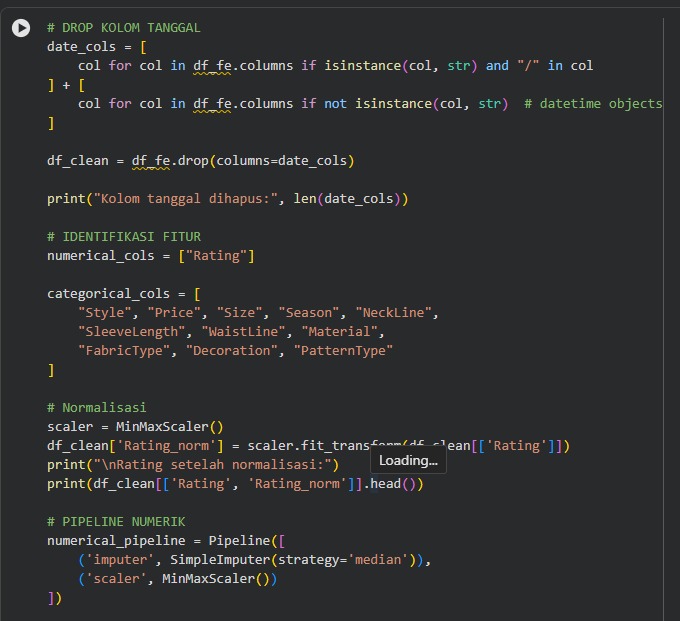 # DROP KOLOM TANGGAL
date_cols = [
    col for col in df_fe.columns if isinstance(col, str) and "/" in col
] + [
    col for col in df_fe.columns if not isinstance(col, str)  # datetime objects
]

df_clean = df_fe.drop(columns=date_cols)

print("Kolom tanggal dihapus:", len(date_cols))

# IDENTIFIKASI FITUR
numerical_cols = ["Rating"]

categorical_cols = [
    "Style", "Price", "Size", "Season", "NeckLine",
    "SleeveLength", "WaistLine", "Material",
    "FabricType", "Decoration", "PatternType"
]

# Normalisasi
scaler = MinMaxScaler()
df_clean['Rating_norm'] = scaler.fit_transform(df_clean[['Rating']])
Loading...
print("\nRating setelah normalisasi:")
print(df_clean[['Rating', 'Rating_norm']].head())

# PIPELINE NUMERIK
numerical_pipeline = Pipeline([
    ('imputer', SimpleImputer(strategy='median')),
    ('scaler', MinMaxScaler())
])